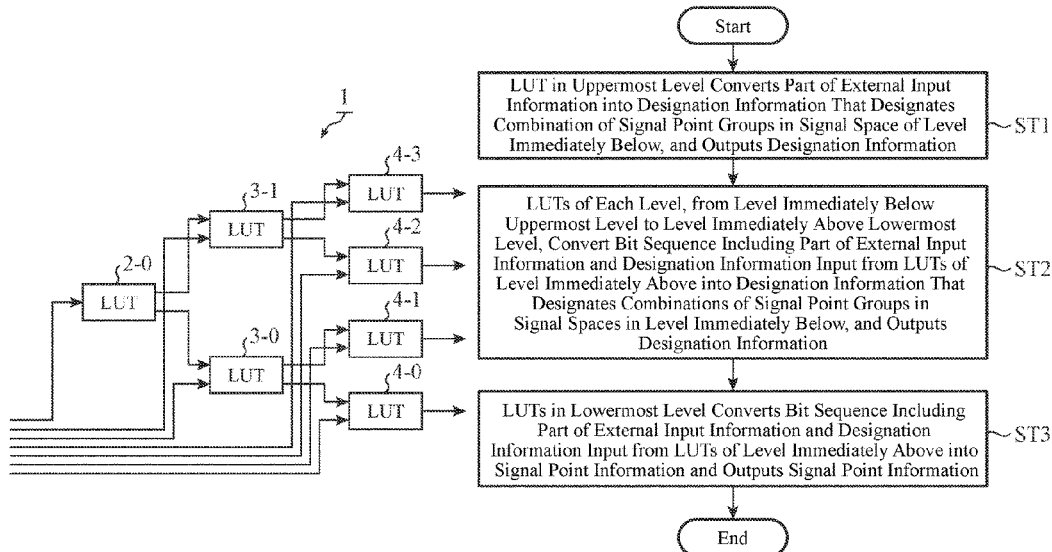 1
2-0
LUT
3-1
LUT
3-0
LUT
4-3
LUT
4-2
LUT
4-1
LUT
4-0
LUT
Start
LUT in Uppermost Level Converts Part of External Input
Information into Designation Information That Designates
Combination of Signal Point Groups in Signal Space of Level
Immediately Below, and Outputs Designation Information
ST1
LUTs of Each Level, from Level Immediately Below
Uppermost Level to Level Immediately Above Lowermost
Level, Convert Bit Sequence Including Part of External Input
Information and Designation Information Input from LUTs of
Level Immediately Above into Designation Information That
Designates Combinations of Signal Point Groups in
Signal Spaces in Level Immediately Below, and Outputs
Designation Information
ST2
LUTs in Lowermost Level Converts Bit Sequence Including
Part of External Input Information and Designation
Information Input from LUTs of Level Immediately Above into
Signal Point Information and Outputs Signal Point Information
ST3
End